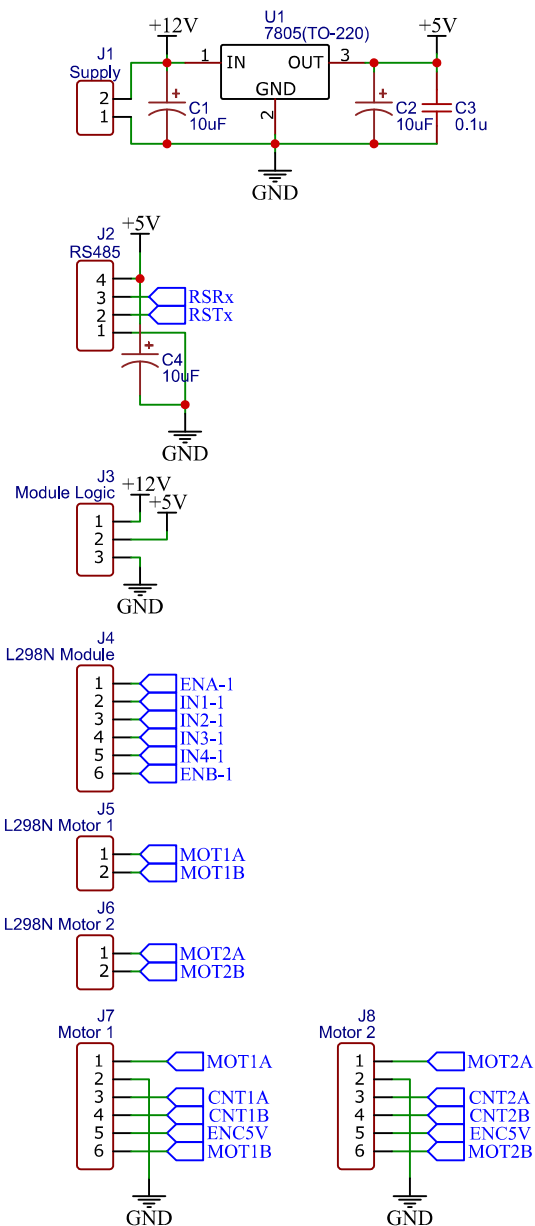 +12V
U1
7805(TO-220)
+5V
J1
Supply
2
1
1
IN
OUT
3
GND
2
C1
10uF
C2
10uF
C3
0.1u
GND
J2
RS485
+5V
4
3
RSRx
2
RSTx
1
C4
10uF
GND
J3
Module Logic
+12V
+5V
1
2
3
GND
J4
L298N Module
1 ENA-1
2 IN1-1
3 IN2-1
4 IN3-1
5 IN4-1
6 ENB-1
J5
L298N Motor 1
1 MOT1A
2 MOT1B
J6
L298N Motor 2
1 MOT2A
2 MOT2B
J7
Motor 1
1 MOT1A
2
3 CNT1A
4 CNT1B
5 ENC5V
6 MOT1B
GND
J8
Motor 2
1 MOT2A
2
3 CNT2A
4 CNT2B
5 ENC5V
6 MOT2B
GND